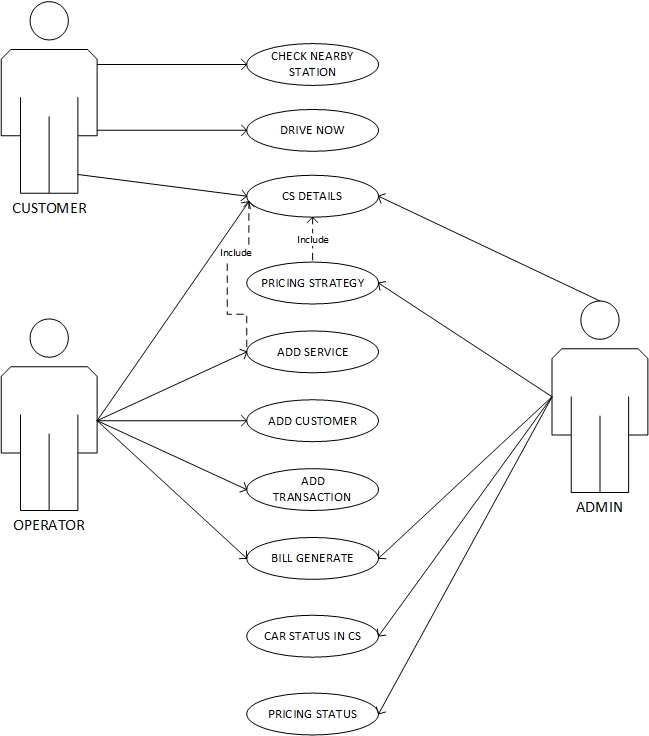 CHECK NEARBY
STATION
DRIVE NOW
CS DETAILS
CUSTOMER
Include
Include
PRICING STRATEGY
ADD SERVICE
ADD CUSTOMER
ADD
TRANSACTION
ADMIN
OPERATOR
BILL GENERATE
CAR STATUS IN CS
PRICING STATUS